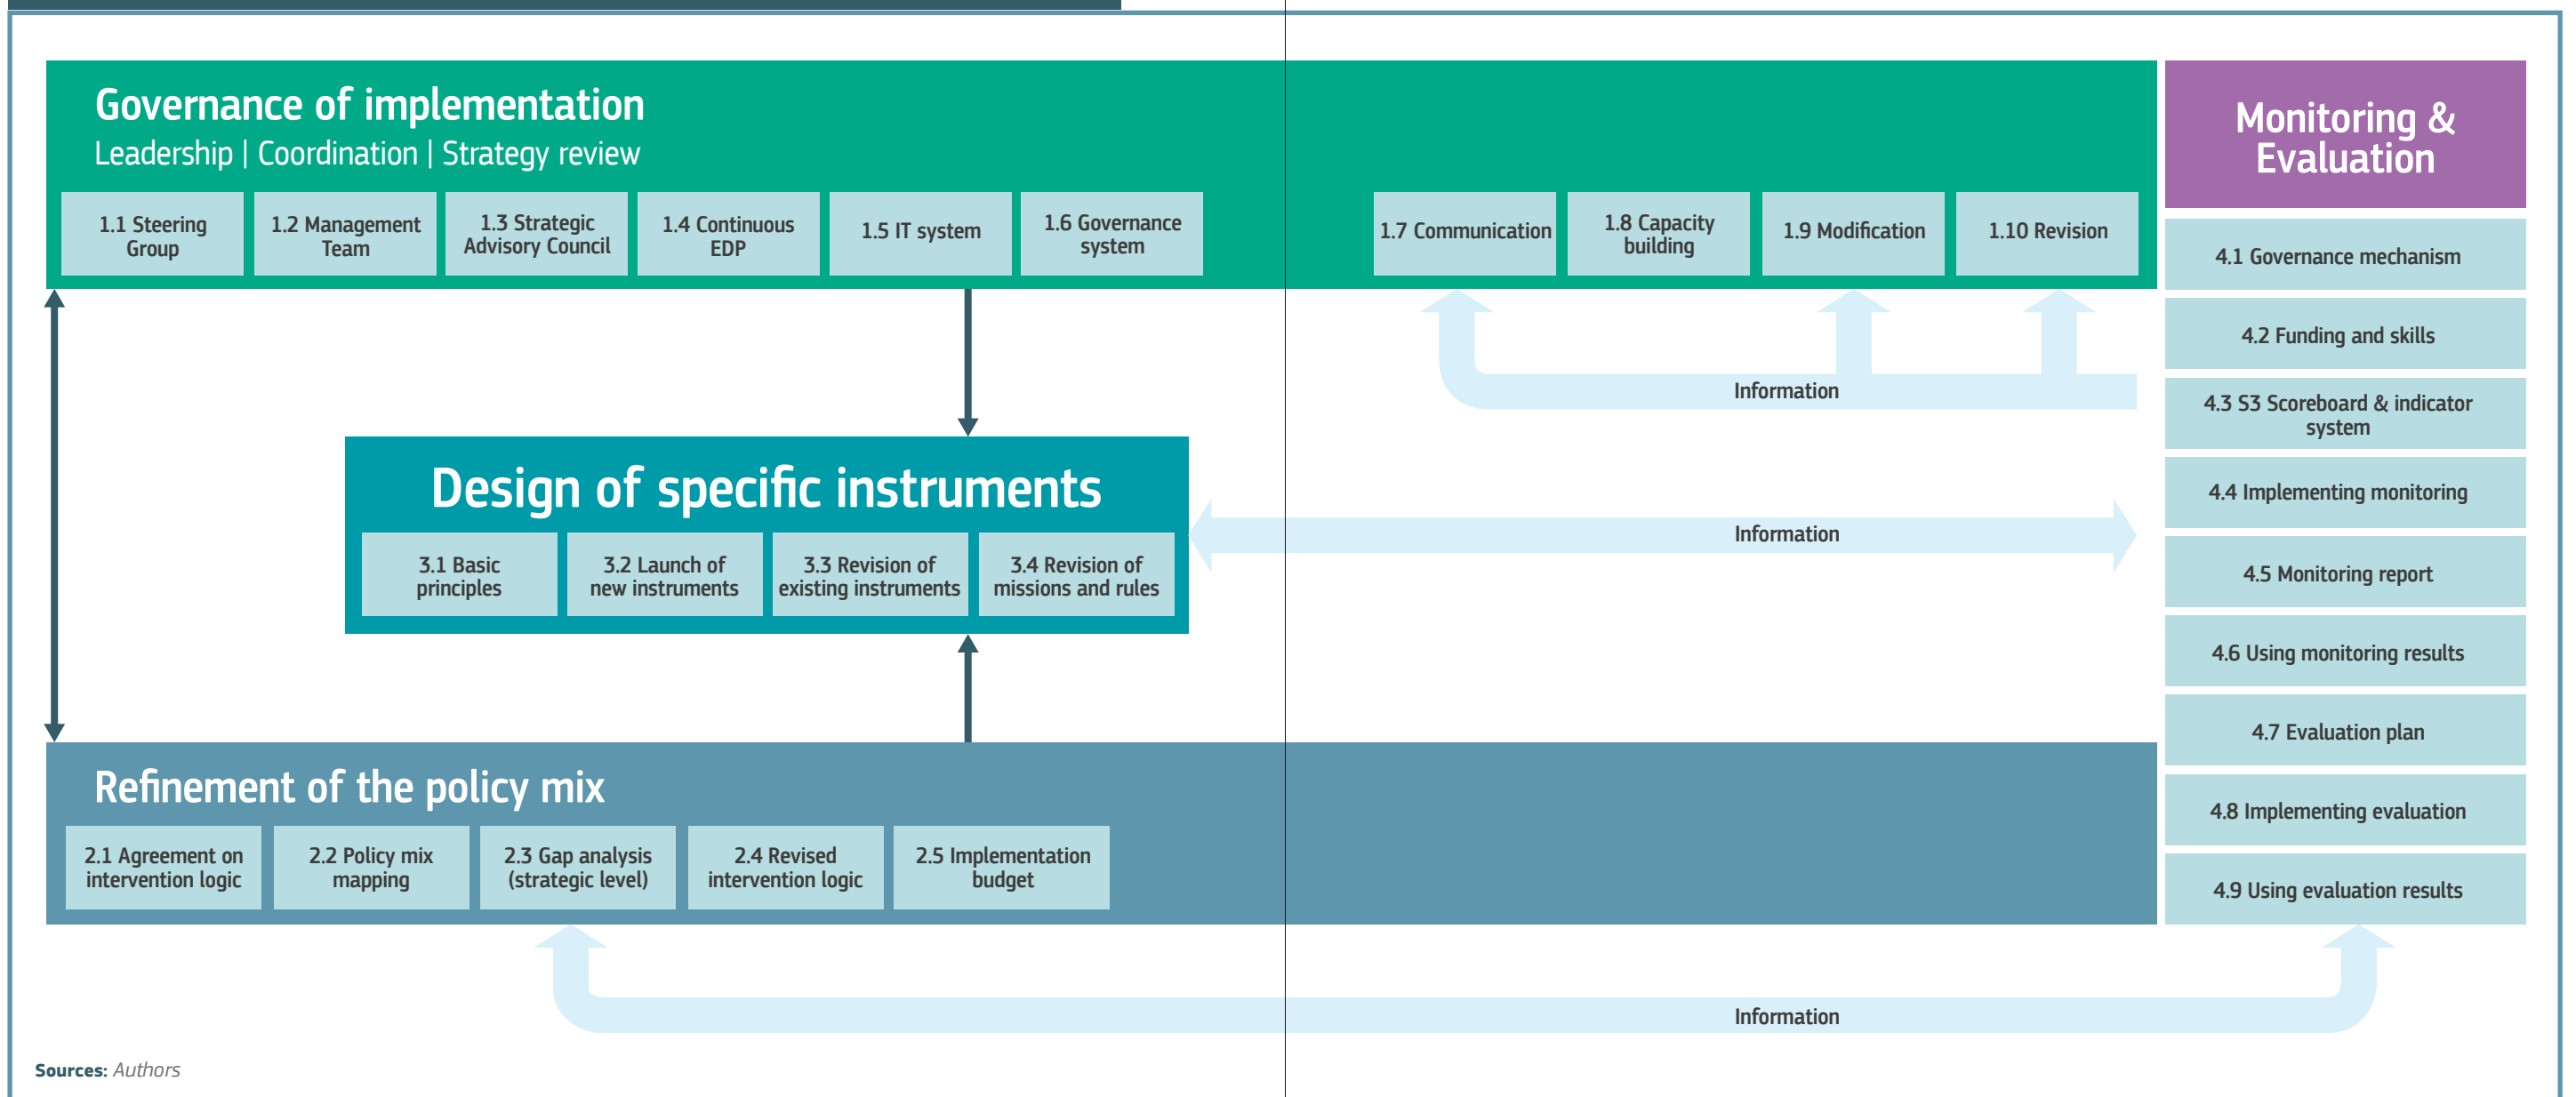 Governance of implementation
Leadership | Coordination | Strategy review
1.1 Steering
Group
1.2 Management
Team
1.3 Strategic
Advisory Council
1.4 Continuous
EDP
1.5 IT system
1.6 Governance
system
1.7 Communication
1.8 Capacity
building
1.9 Modification
1.10 Revision
Monitoring &
Evaluation
4.1 Governance mechanism
4.2 Funding and skills
4.3 S3 Scoreboard & indicator
system
4.4 Implementing monitoring
4.5 Monitoring report
4.6 Using monitoring results
4.7 Evaluation plan
4.8 Implementing evaluation
4.9 Using evaluation results
Information
Design of specific instruments
3.1 Basic
principles
3.2 Launch of
new instruments
3.3 Revision of
existing instruments
3.4 Revision of
missions and rules
Information
Refinement of the policy mix
2.1 Agreement on
intervention logic
2.2 Policy mix
mapping
2.3 Gap analysis
(strategic level)
2.4 Revised
intervention logic
2.5 Implementation
budget
Information
Sources: Authors